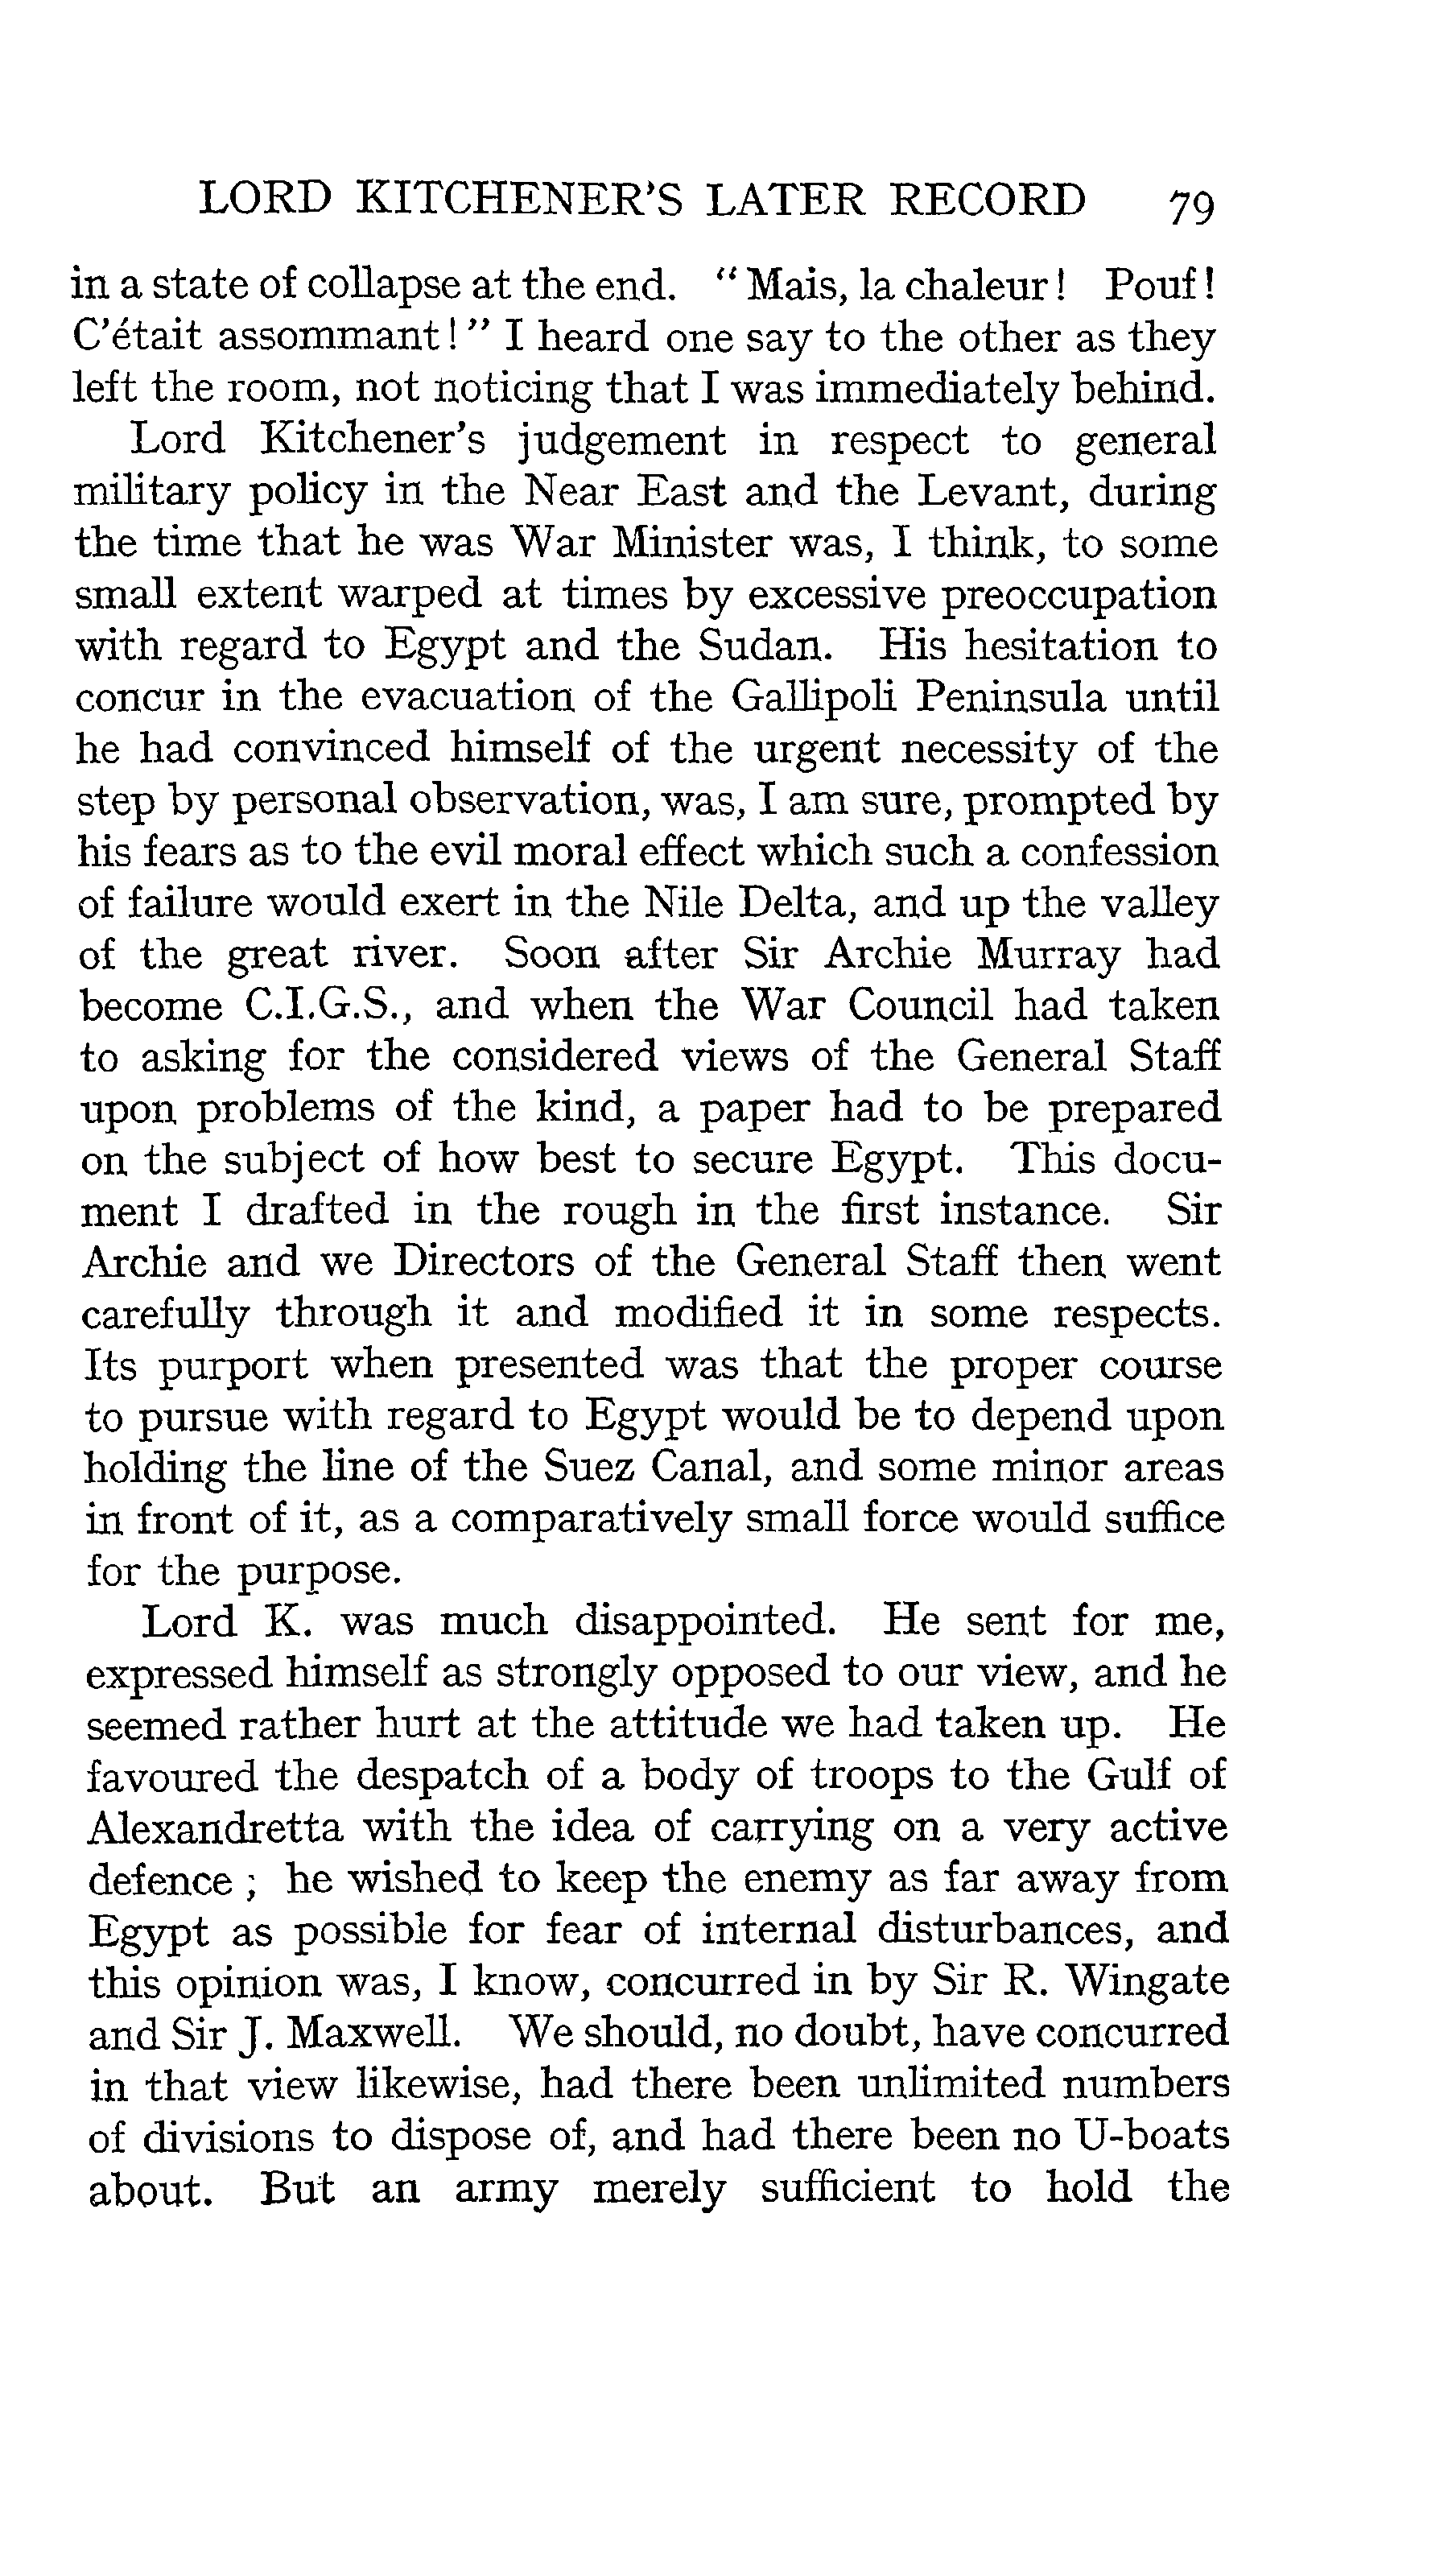 LORD KITCHENER'S LATER RECORD 79
in a state of collapse at the end. "Mais, la chaleur! Pouf!
C'était assommant!" I heard one say to the other as they
left the room, not noticing that I was immediately behind.
Lord Kitchener's judgement in respect to general
military policy in the Near East and the Levant, during
the time that he was War Minister was, I think, to some
small extent warped at times by excessive preoccupation
with regard to Egypt and the Sudan. His hesitation to
concur in the evacuation of the Gallipoli Peninsula until
he had convinced himself of the urgent necessity of the
step by personal observation, was, I am sure, prompted by
his fears as to the evil moral effect which such a confession
of failure would exert in the Nile Delta, and up the valley
of the great river. Soon after Sir Archie Murray had
become C.I.G.S., and when the War Council had taken
to asking for the considered views of the General Staff
upon problems of the kind, a paper had to be prepared
on the subject of how best to secure Egypt. This docu-
ment I drafted in the rough in the first instance. Sir
Archie and we Directors of the General Staff then went
carefully through it and modified it in some respects.
Its purport when presented was that the proper course
to pursue with regard to Egypt would be to depend upon
holding the line of the Suez Canal, and some minor areas
in front of it, as a comparatively small force would suffice
for the purpose.
Lord K. was much disappointed. He sent for me,
expressed himself as strongly opposed to our view, and he
seemed rather hurt at the attitude we had taken up. He
favoured the despatch of a body of troops to the Gulf of
Alexandretta with the idea of carrying on a very active
defence ; he wished to keep the enemy as far away from
Egypt as possible for fear of internal disturbances, and
this opinion was, I know, concurred in by Sir R. Wingate
and Sir J. Maxwell. We should, no doubt, have concurred
in that view likewise, had there been unlimited numbers
of divisions to dispose of, and had there been no U-boats
about. But an army merely sufficient to hold the